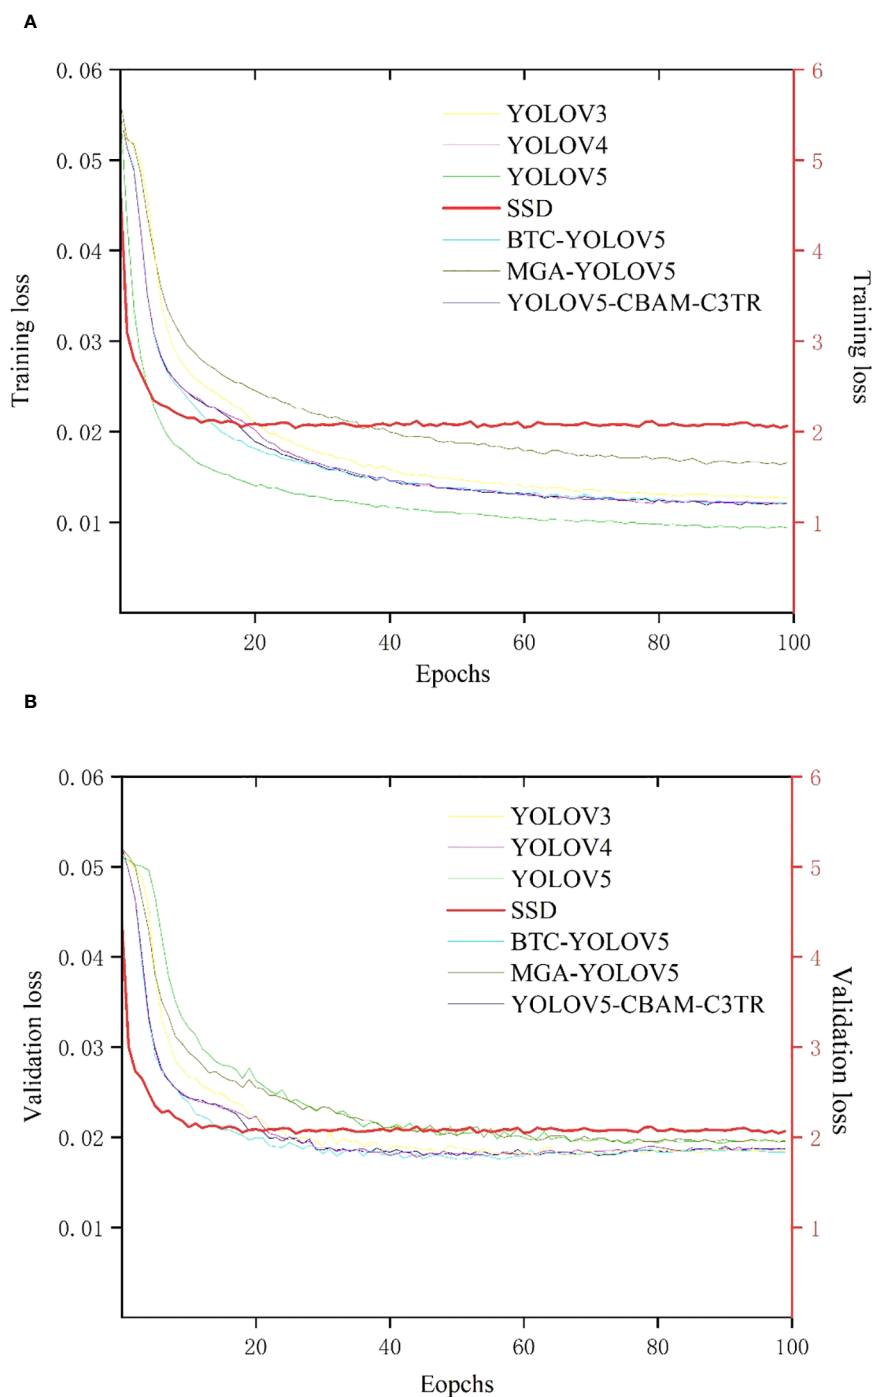 A
0.06
0.05
0.04
0.03
0.02
0.01
Training loss
YOLOV3
YOLOV4
YOLOV5
SSD
BTC-YOLOV5
MGA-YOLOV5
YOLOV5-CBAM-C3TR
6
5
4
3
2
1
Training loss
20 40 60 80 100
Epochs
B
0.06
0.05
0.04
0.03
0.02
0.01
Validation loss
YOLOV3
YOLOV4
YOLOV5
SSD
BTC-YOLOV5
MGA-YOLOV5
YOLOV5-CBAM-C3TR
6
5
4
3
2
1
Validation loss
20 40 60 80 100
Eopchs